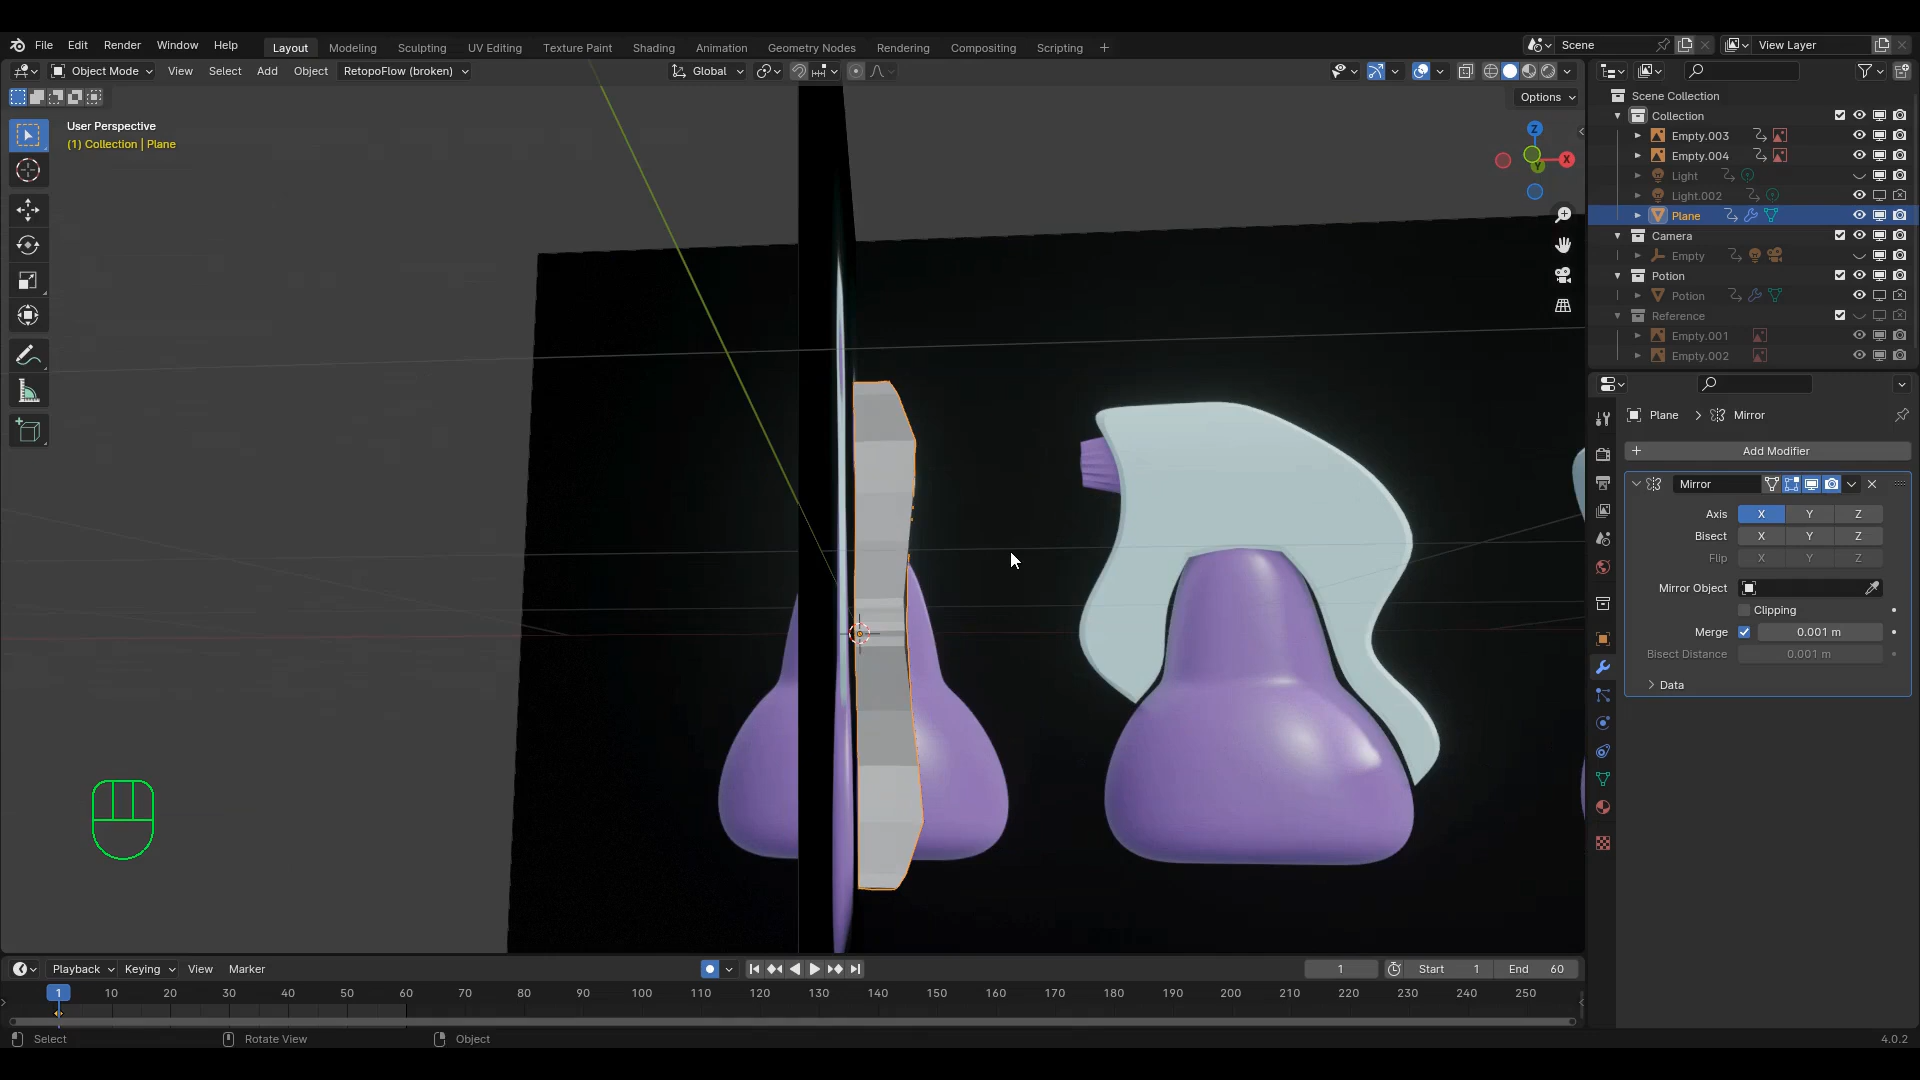 File Edit Render Window Help Layout Modeling Sculpting UV Editing Texture Paint Shading Animation Geometry Nodes Rendering Compositing Scripting + Scene View Layer
Object Mode View Select Add Object RetopoFlow (broken) Global
Options
User Perspective
(1) Collection | Plane
Z
X
Y
Scene Collection
Collection
Empty.003
Empty.004
Light
Light.002
Plane
Camera
Empty
Potion
Potion
Reference
Empty.001
Empty.002
Plane > Mirror
+ Add Modifier
Mirror
Axis X Y Z
Bisect X Y Z
Flip X Y Z
Mirror Object
Clipping
Merge 0.001 m
Bisect Distance 0.001 m
> Data
Playback Keying View Marker 1 Start 1 End 60
1 10 20 30 40 50 60 70 80 90 100 110 120 130 140 150 160 170 180 190 200 210 220 230 240 250
Select Rotate View Object 4.0.2